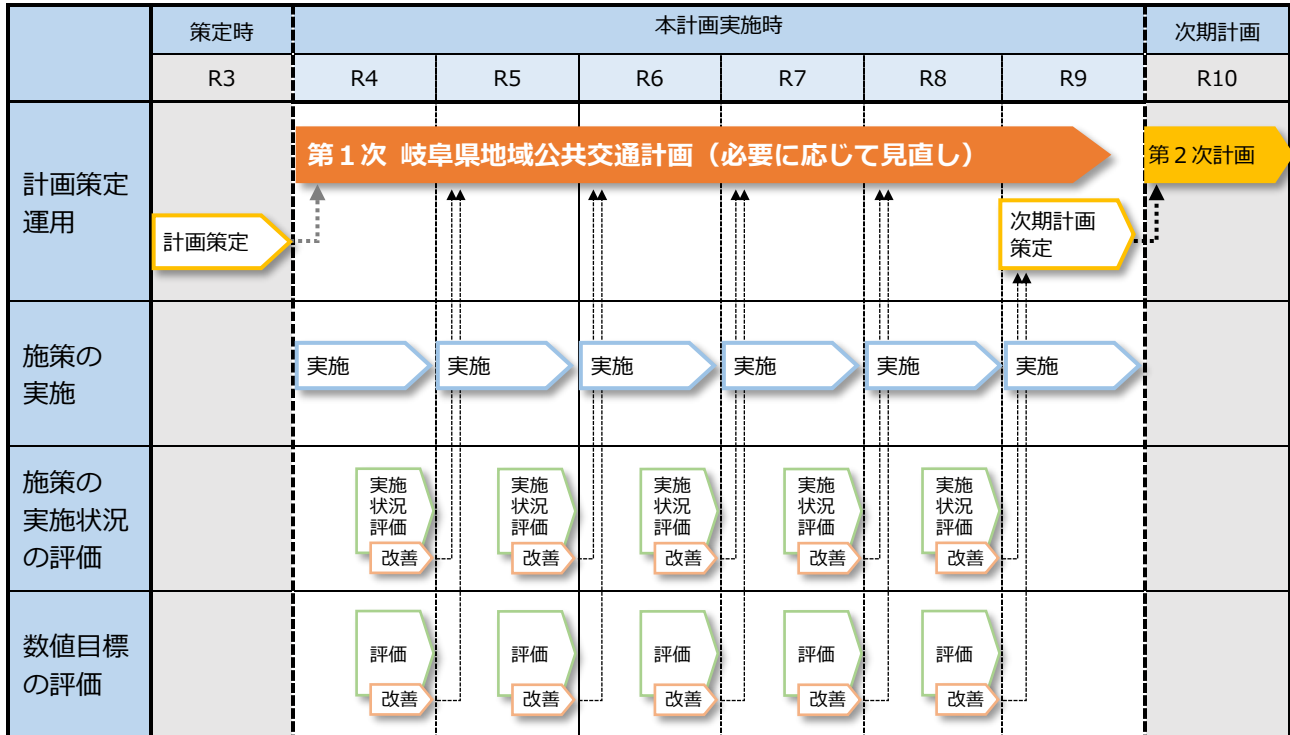 策定時
本計画実施時
次期計画
R3
R4
R5
R6
R7
R8
R9
R10
計画策定
運用
第１次 岐阜県地域公共交通計画（必要に応じて見直し）
第２次計画
計画策定
次期計画
策定
施策の
実施
実施
実施
実施
実施
実施
実施
施策の
実施状況
の評価
実施
状況
評価
改善
実施
状況
評価
改善
実施
状況
評価
改善
実施
状況
評価
改善
実施
状況
評価
改善
数値目標
の評価
評価
改善
評価
改善
評価
改善
評価
改善
評価
改善